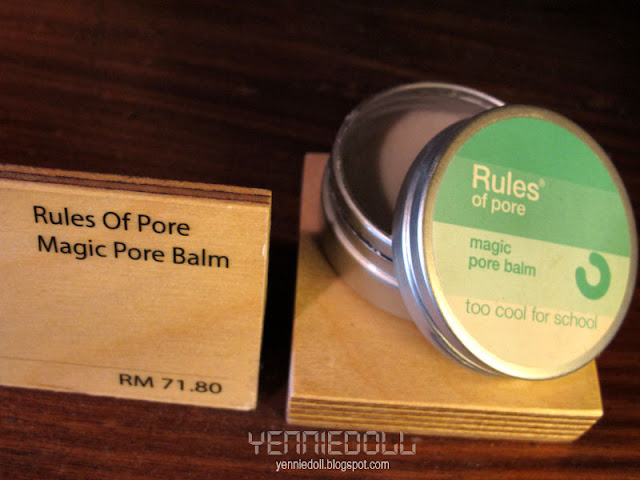 Rules Of Pore
Magic Pore Balm
RM 71.80
Rules®
of pore
magic
pore balm
too cool for school
YENNIEDOLL
yenniedoll.blogspot.com